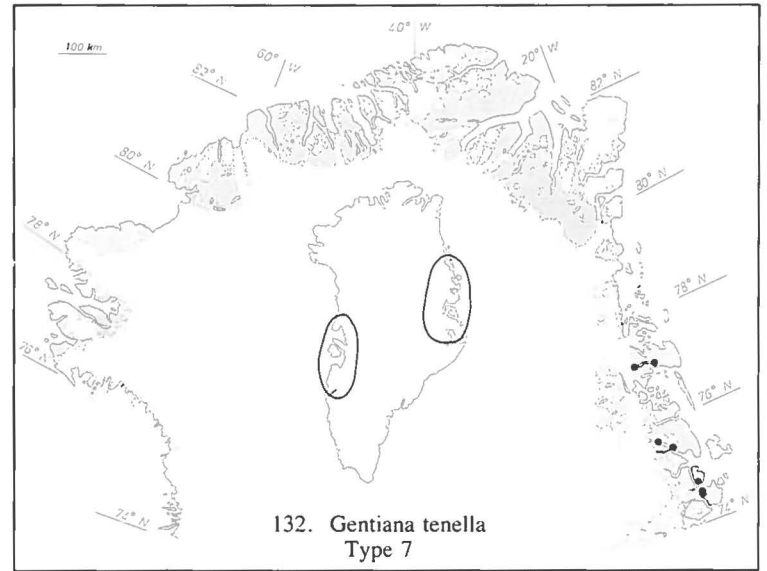 40° W
100 km
60° W
20° W
82° N
82° N
80° N
80° N
78° N
78° N
76° N
76° N
74° N
74° N
132. Gentiana tenella
Type 7